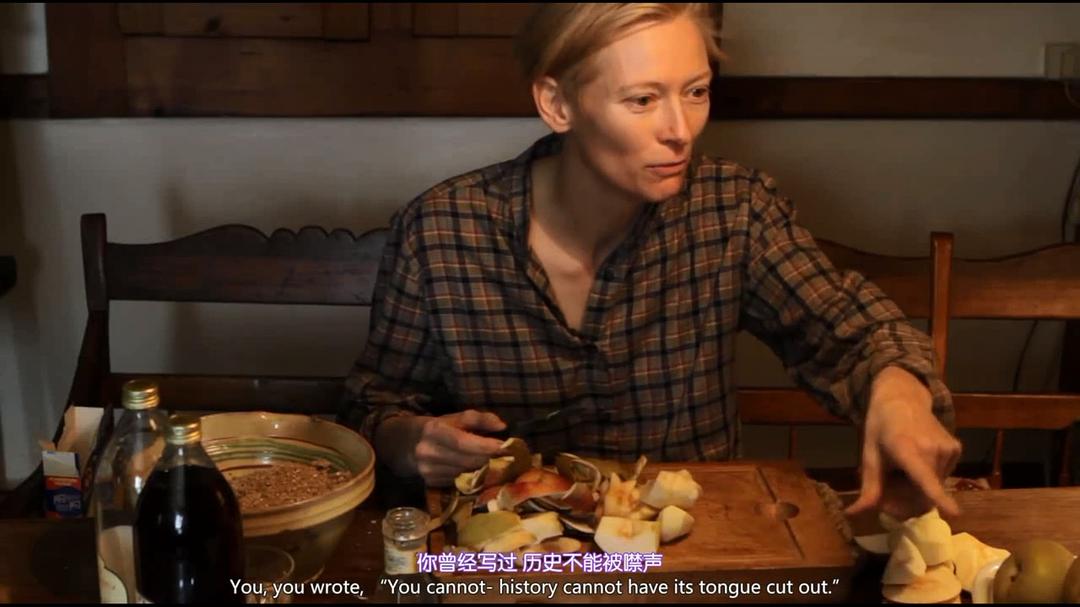 你曾经写过 历史不能被噤声
You, you wrote, “You cannot- history cannot have its tongue cut out.”